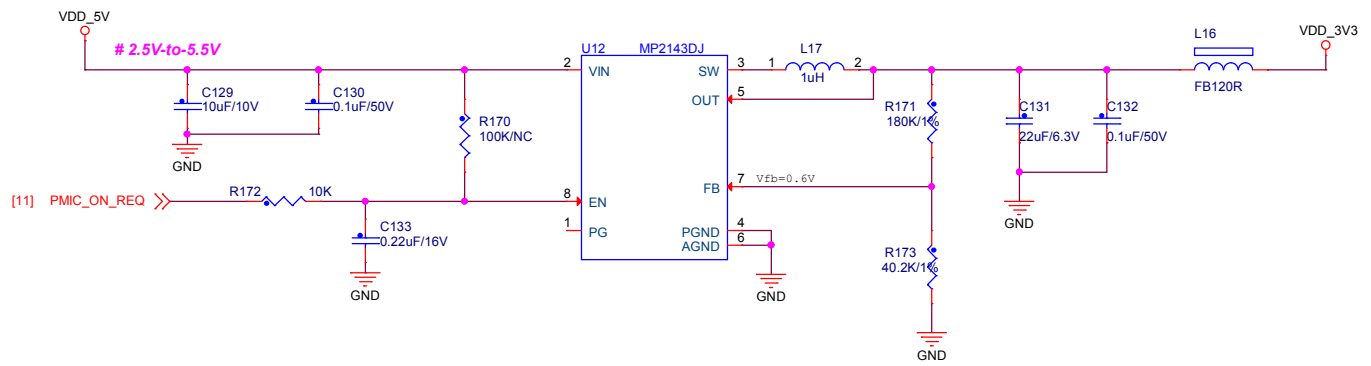 VDD_5V
# 2.5V-to-5.5V
C129
10uF/10V
C130
0.1uF/50V
GND
R170
100K/NC
[11] PMIC_ON_REQ
R172
10K
C133
0.22uF/16V
GND
U12
MP2143DJ
2
VIN
8
EN
1
PG
SW
3
OUT
5
FB
7
PGND
4
AGND
6
GND
L17
1
2
1uH
R171
180K/1%
Vfb=0.6V
R173
40.2K/1%
GND
C131
22uF/6.3V
C132
0.1uF/50V
GND
L16
FB120R
VDD_3V3